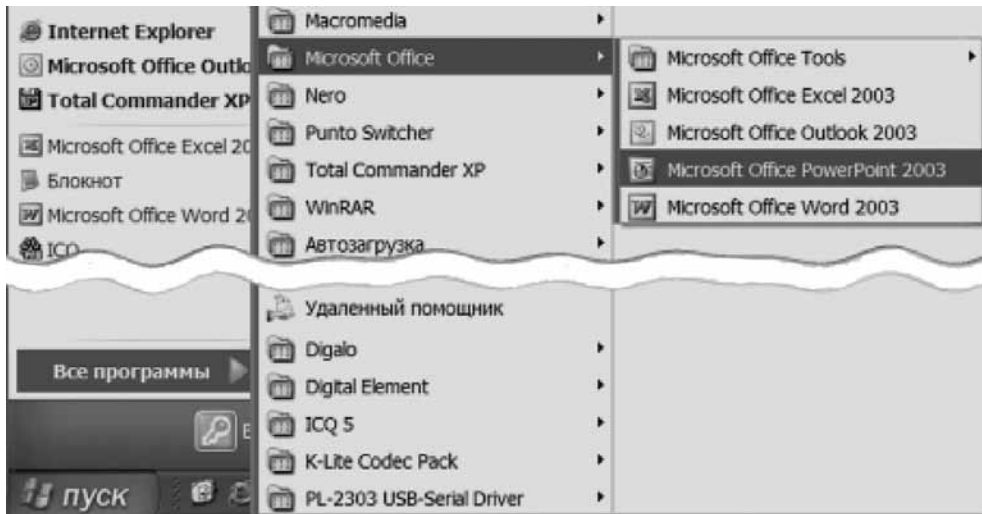 Internet Explorer
Microsoft Office Outlo
Total Commander XP
Microsoft Office Excel 20
Блокнот
Microsoft Office Word 20
ICQ
Все программы
пуск
Macromedia
Microsoft Office
Nero
Punto Switcher
Total Commander XP
WinRAR
Автозагрузка
Удаленный помощник
Digalo
Digital Element
ICQ 5
K-Lite Codec Pack
PL-2303 USB-Serial Driver
Microsoft Office Tools
Microsoft Office Excel 2003
Microsoft Office Outlook 2003
Microsoft Office PowerPoint 2003
Microsoft Office Word 2003